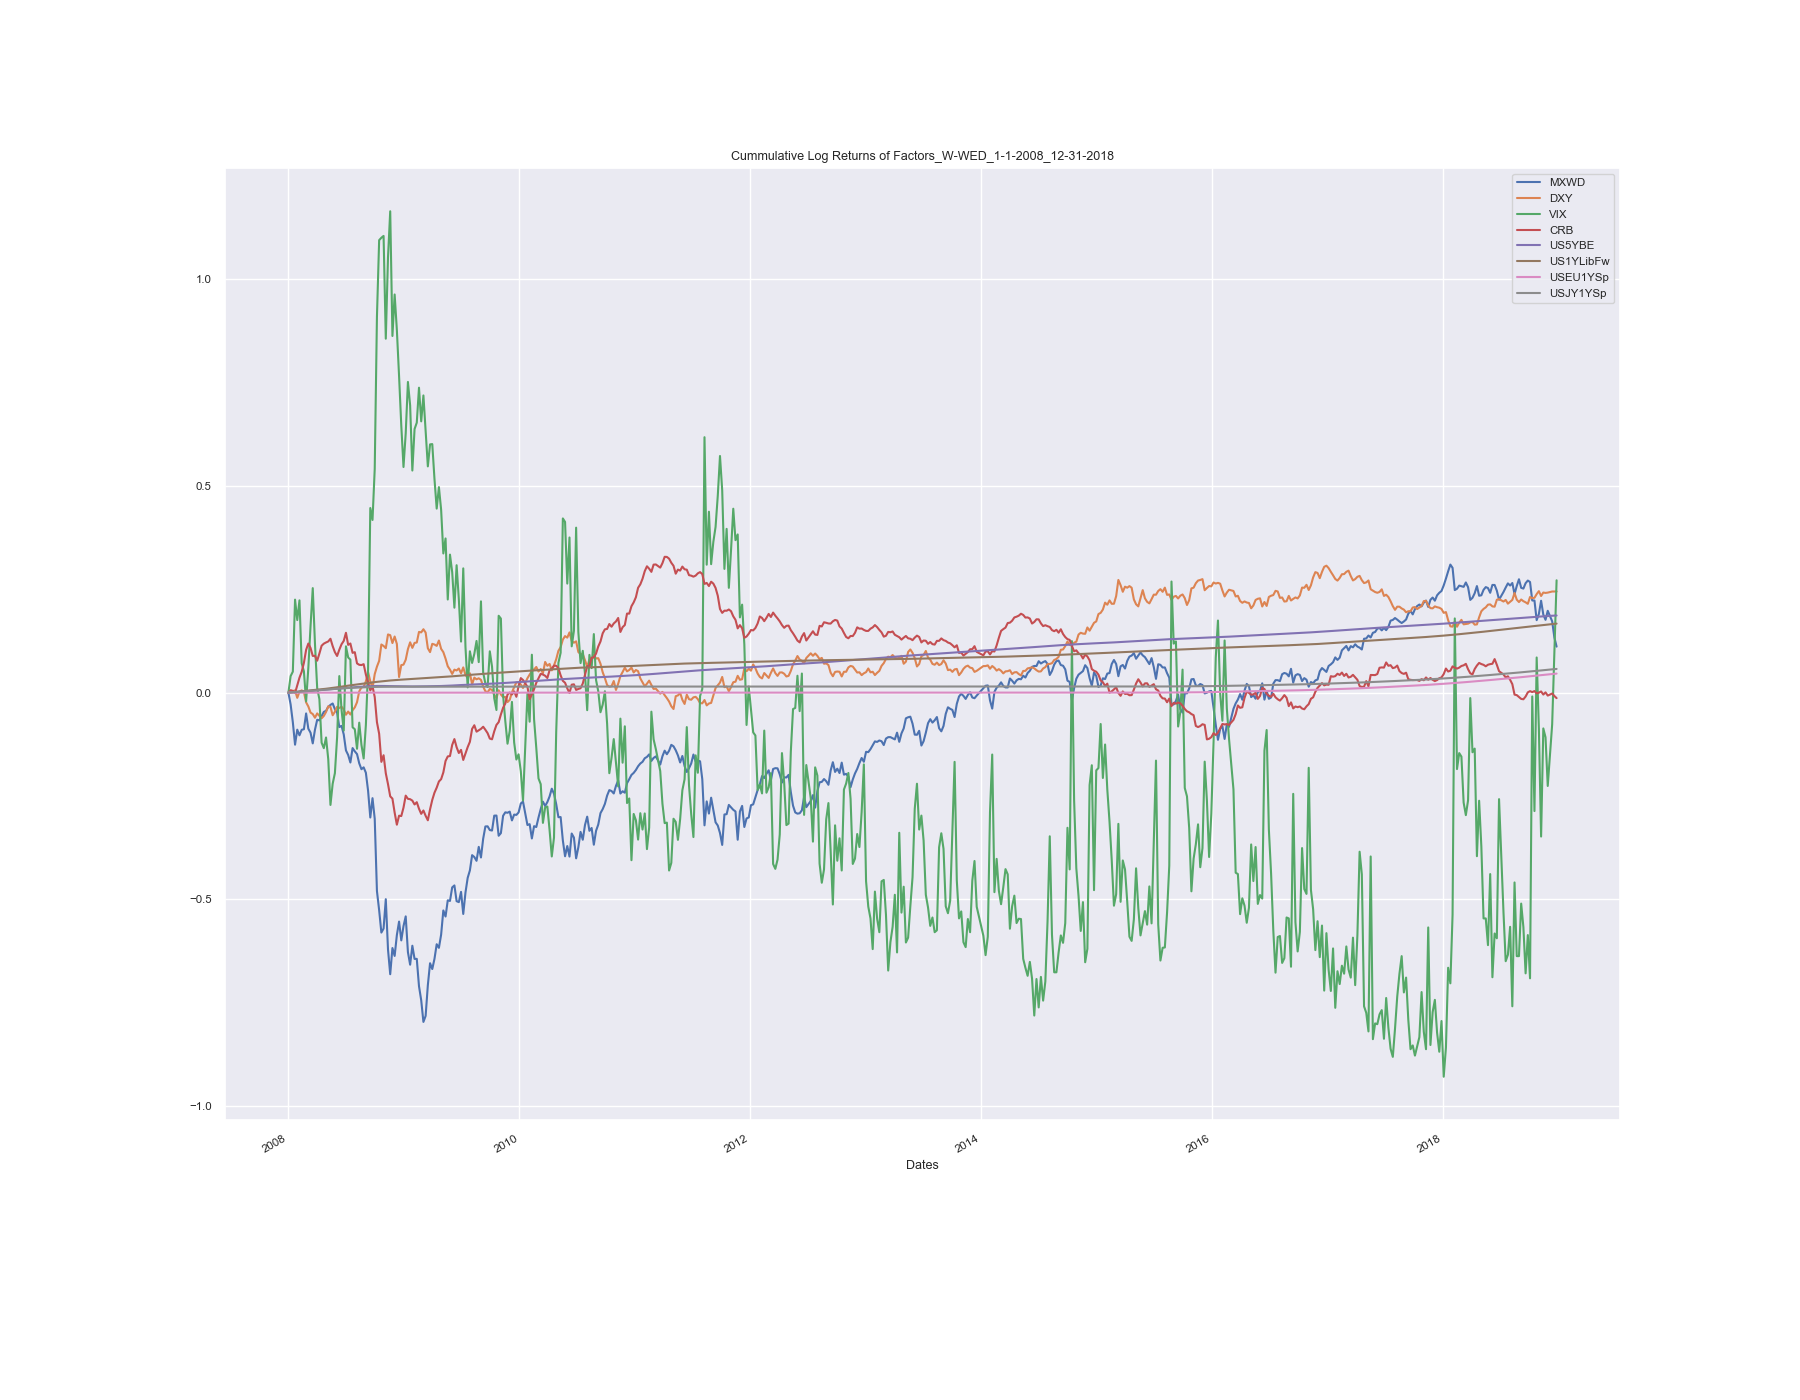 Cummulative Log Returns of Factors_W-WED_1-1-2008_12-31-2018
MXWD
DXY
VIX
CRB
US5YBE
US1YLibFw
USEU1YSp
USJY1YSp
1.0
0.5
0.0
−0.5
−1.0
2008
2010
2012
2014
2016
2018
Dates